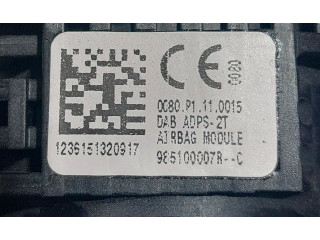 CE
0080
0080.P1.11.0015
DAB ADPS-2T
AIRBAG MODULE
1236151320917
985100007R--C